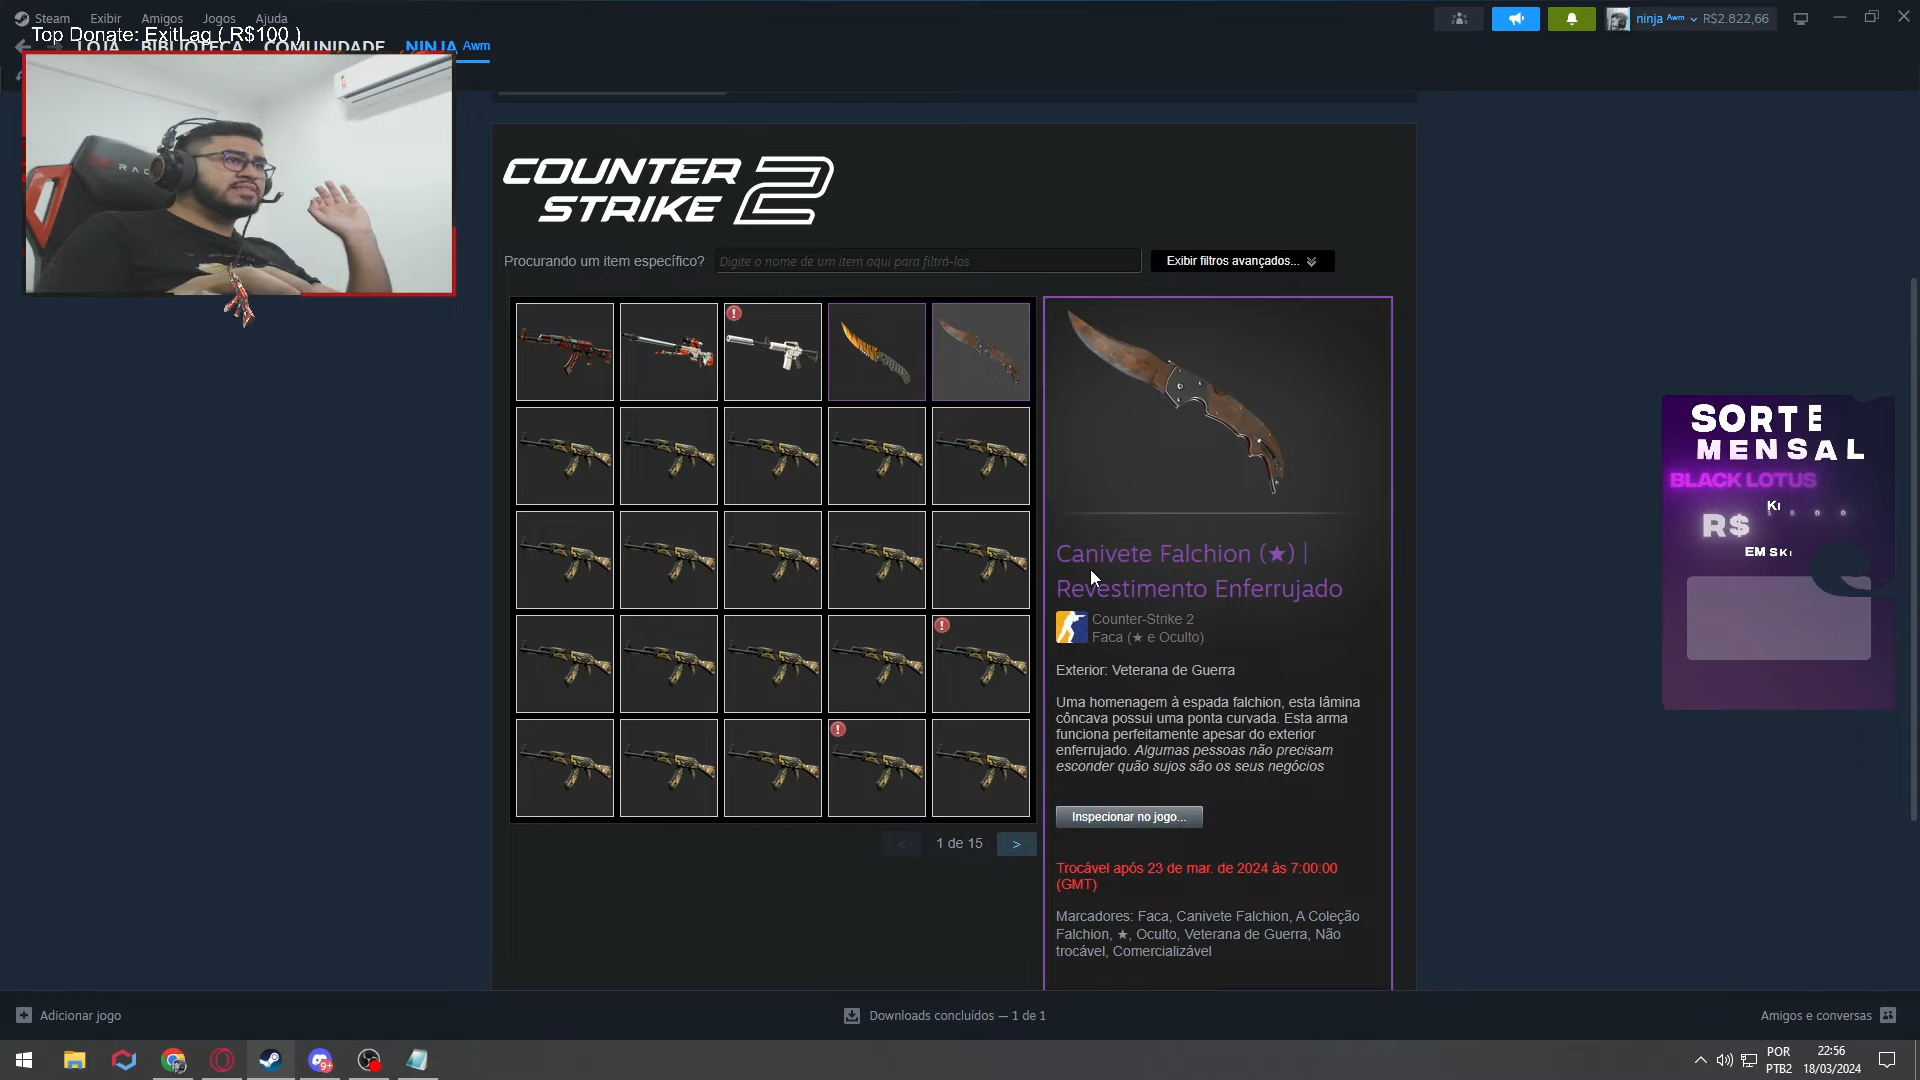 Steam Exibir Amigos Jogos Ajuda
ninja ᴬʷᵐ R$2.822,66
Top Donate: ExitLag ( R$100 )
LOJA BIBLIOTECA COMUNIDADE NINJA Awm
COUNTER STRIKE 2
Procurando um item específico?
Digite o nome de um item aqui para filtrá-los
Exibir filtros avançados...
Canivete Falchion (★) |
Revestimento Enferrujado
Counter-Strike 2
Faca (★ e Oculto)
Exterior: Veterana de Guerra
Uma homenagem à espada falchion, esta lâmina
côncava possui uma ponta curvada. Esta arma
funciona perfeitamente apesar do exterior
enferrujado. Algumas pessoas não precisam
esconder quão sujos são os seus negócios
Inspecionar no jogo...
< 1 de 15 >
Trocável após 23 de mar. de 2024 às 7:00:00
(GMT)
Marcadores: Faca, Canivete Falchion, A Coleção
Falchion, ★, Oculto, Veterana de Guerra, Não
trocável, Comercializável
SORTE
MENSAL
BLACK LOTUS
R$
Adicionar jogo
Downloads concluídos — 1 de 1
Amigos e conversas
9+
POR
PTB2
22:56
18/03/2024